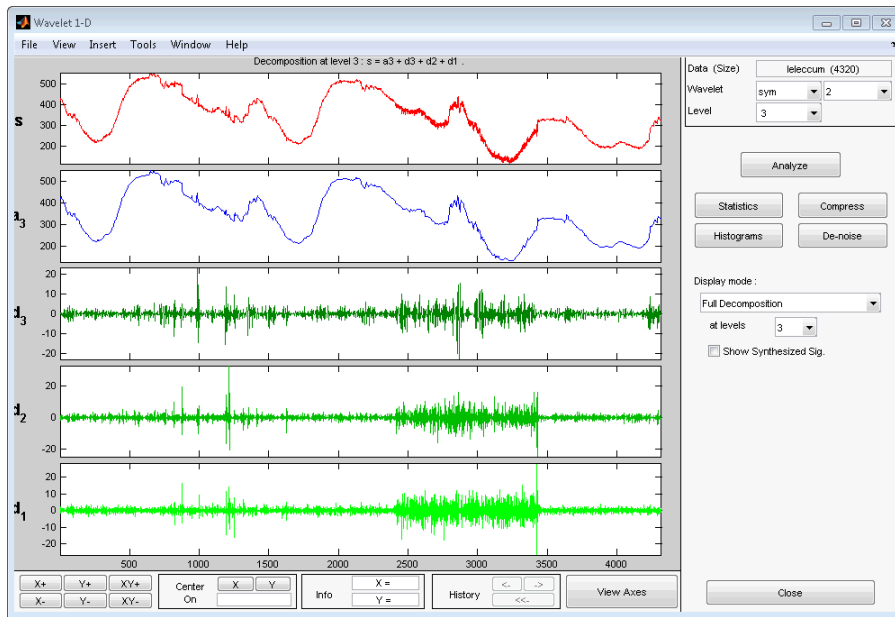 Wavelet 1-D
File View Insert Tools Window Help
Decomposition at level 3 : s = a3 + d3 + d2 + d1 .
s
500
400
300
200
a3
500
400
300
200
d3
20
10
0
-10
-20
d2
20
0
-20
d1
20
10
0
-10
-20
500 1000 1500 2000 2500 3000 3500 4000
Data (Size) leleccum (4320)
Wavelet sym 2
Level 3
Analyze
Statistics Compress
Histograms De-noise
Display mode :
Full Decomposition
at levels 3
Show Synthesized Sig.
X+ Y+ XY+
X- Y- XY-
Center
On
X Y
Info
X =
Y =
History
<- ->
<<-
View Axes
Close